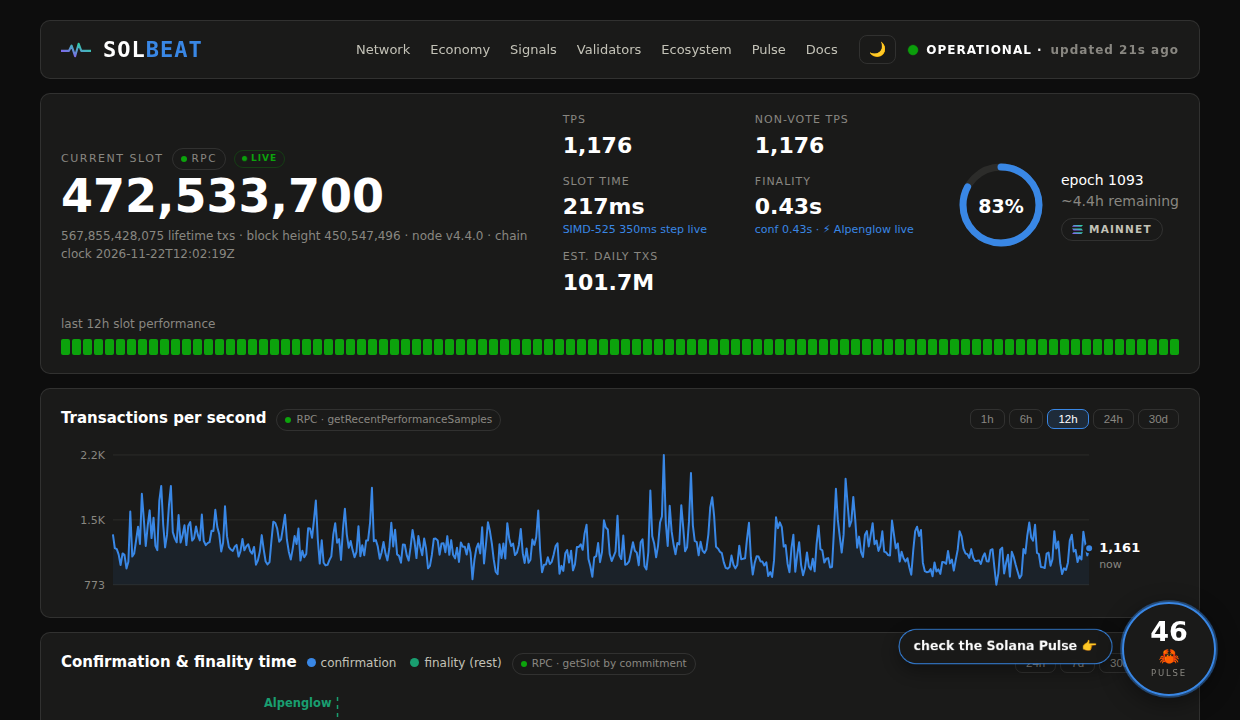 SOLBEAT
Network Economy Signals Validators Ecosystem Pulse Docs
OPERATIONAL · updated 21s ago
CURRENT SLOT RPC LIVE
472,533,700
567,855,428,075 lifetime txs · block height 450,547,496 · node v4.4.0 · chain
clock 2026-11-22T12:02:19Z
TPS
1,176
NON-VOTE TPS
1,176
SLOT TIME
217ms
SIMD-525 350ms step live
FINALITY
0.43s
conf 0.43s · ⚡ Alpenglow live
EST. DAILY TXS
101.7M
83%
epoch 1093
~4.4h remaining
MAINNET
last 12h slot performance
Transactions per second RPC · getRecentPerformanceSamples
1h 6h 12h 24h 30d
2.2K
1.5K
773
1,161
now
Confirmation & finality time confirmation finality (rest) RPC · getSlot by commitment
check the Solana Pulse 👉
46
🦀
PULSE
Alpenglow